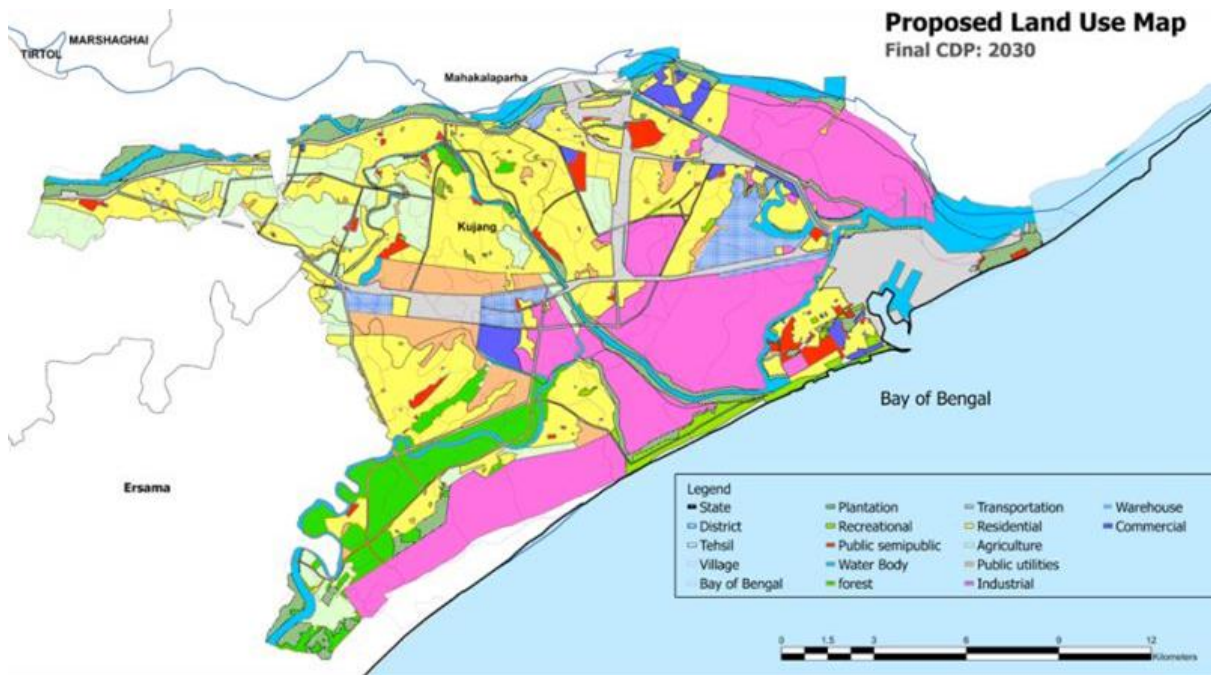 Proposed Land Use Map
Final CDP: 2030
MARSHAGHAI
TIRTOL
Mahakalaparha
Kujang
Bay of Bengal
Ersama
Legend
State
District
Tehsil
Village
Bay of Bengal
Plantation
Recreational
Public semipublic
Water Body
forest
Transportation
Residential
Agriculture
Public utilities
Industrial
Warehouse
Commercial
0 1.5 3 6 9 12
Kilometers